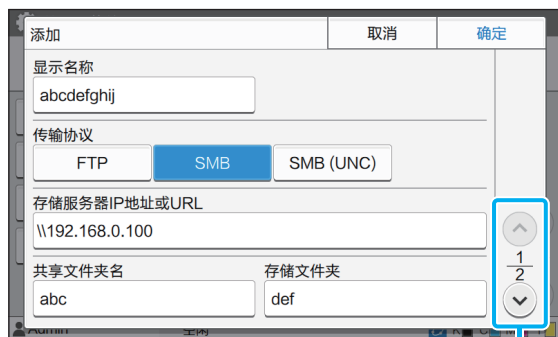 添加 取消 确定
显示名称
abcdefghij
传输协议
FTP SMB SMB (UNC)
存储服务器IP地址或URL
\\192.168.0.100
共享文件夹名 存储文件夹
abc def
1
2
Admin